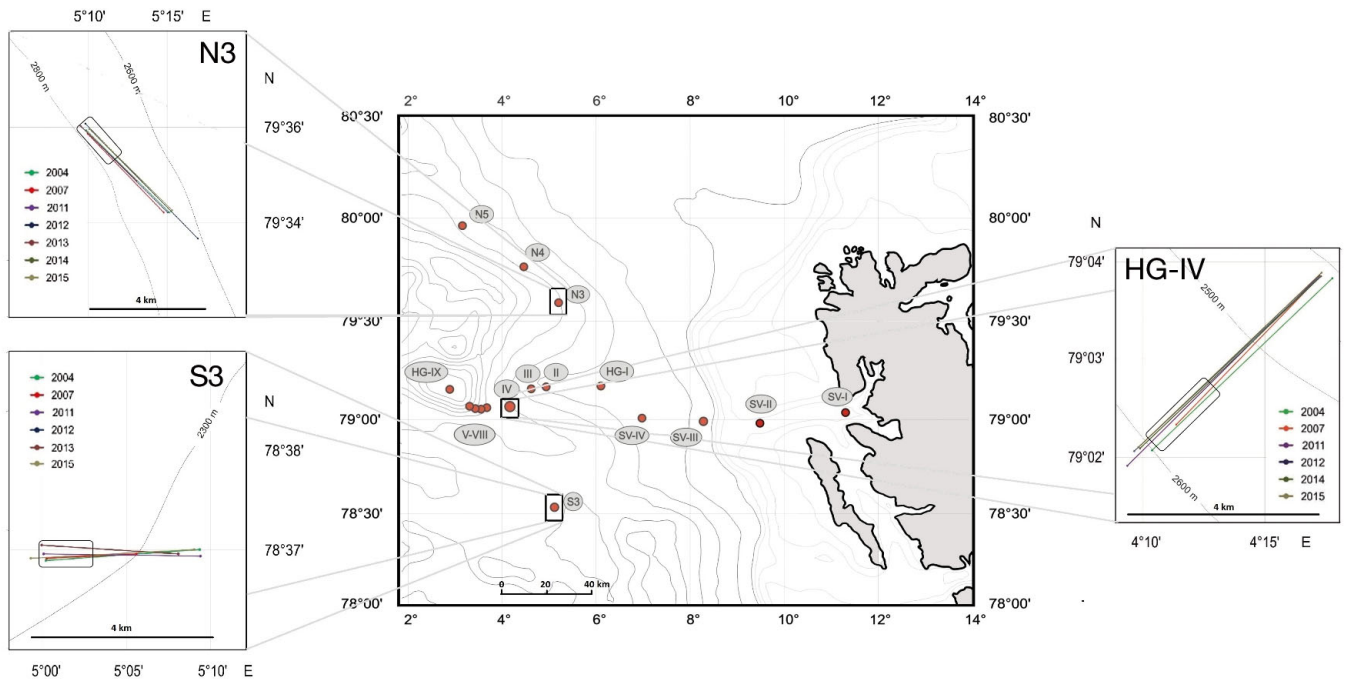 5°10' 5°15' E
N3
N
79°36'
79°34'
2800 m
2600 m
2004
2007
2011
2012
2013
2014
2015
4 km
S3
N
78°38'
78°37'
2300 m
2004
2007
2011
2012
2013
2015
4 km
5°00' 5°05' 5°10' E
2° 4° 6° 8° 10° 12° 14°
80°30' 80°30'
80°00' 80°00'
79°30' 79°30'
79°00' 79°00'
78°30' 78°30'
78°00' 78°00'
N5
N4
N3
HG-IX
III
II
HG-I
IV
V-VIII
SV-IV
SV-III
SV-II
SV-I
S3
0 20 40 km
2° 4° 6° 8° 10° 12° 14°
N
HG-IV
79°04'
79°03'
79°02'
2500 m
2600 m
2004
2007
2011
2012
2014
2015
4 km
4°10' 4°15' E